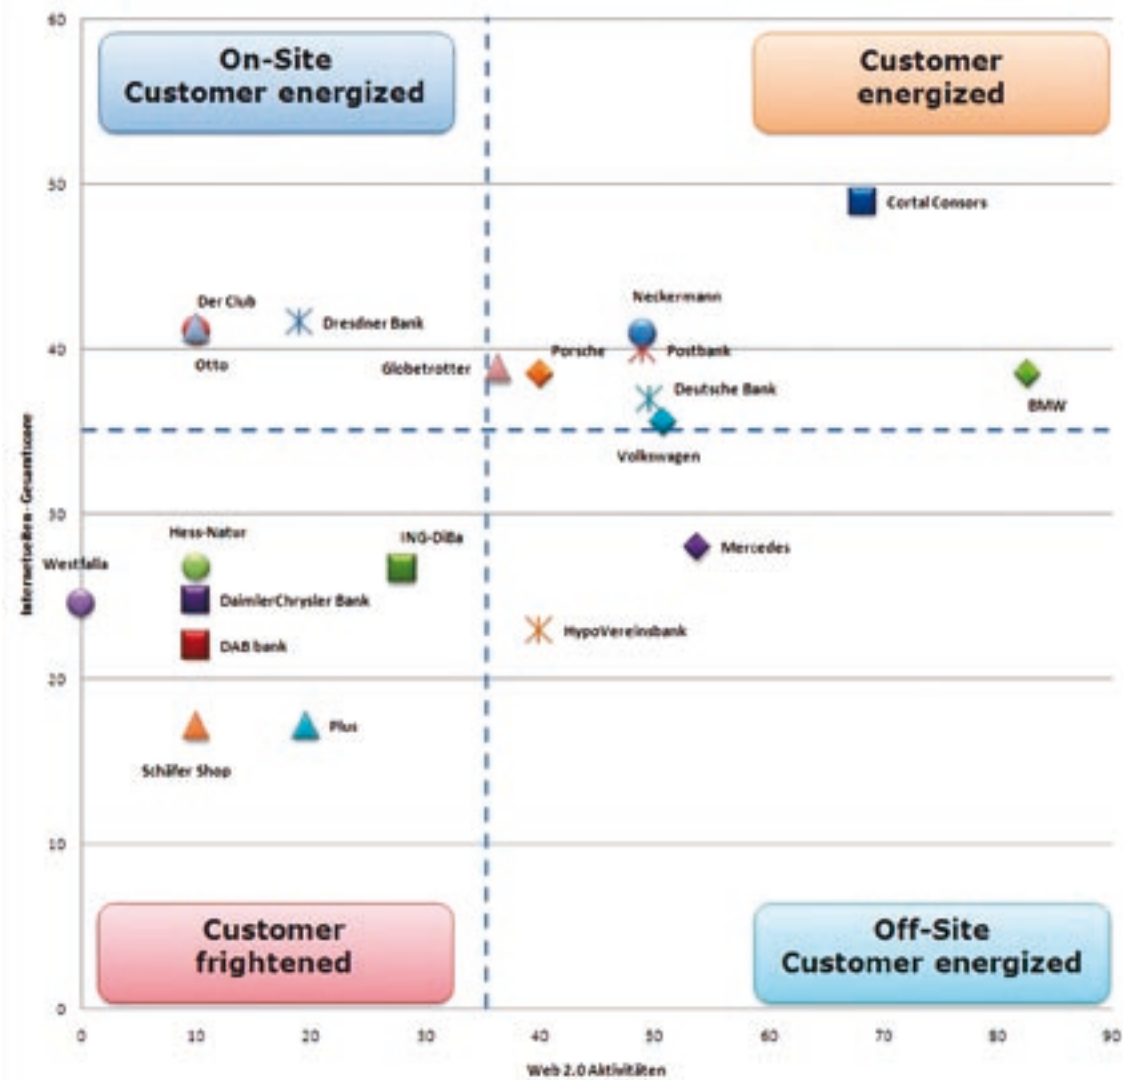 60
On-Site
Customer energized
Customer
energized
50
Cortal Consors
Der Club
Neckermann
Dresdner Bank
40
Otto
Globetrotter
Porsche
Postbank
Deutsche Bank
BMW
Volkswagen
Internetseiten - Gesamtscore
30
Hess-Natur
ING-DiBa
Mercedes
Westfalia
DaimlerChrysler Bank
HypoVereinsbank
DAB bank
20
Plus
Schäfer Shop
10
Customer
frightened
Off-Site
Customer energized
0
0 10 20 30 40 50 60 70 80 90
Web 2.0 Aktivitäten